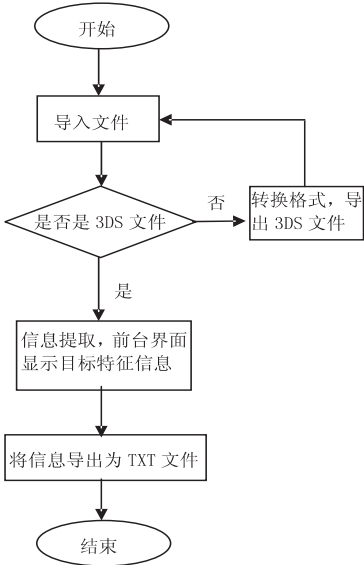 开始
导入文件
是否是 3DS 文件
否
转换格式，导
出 3DS 文件
是
信息提取，前台界面
显示目标特征信息
将信息导出为 TXT 文件
结束